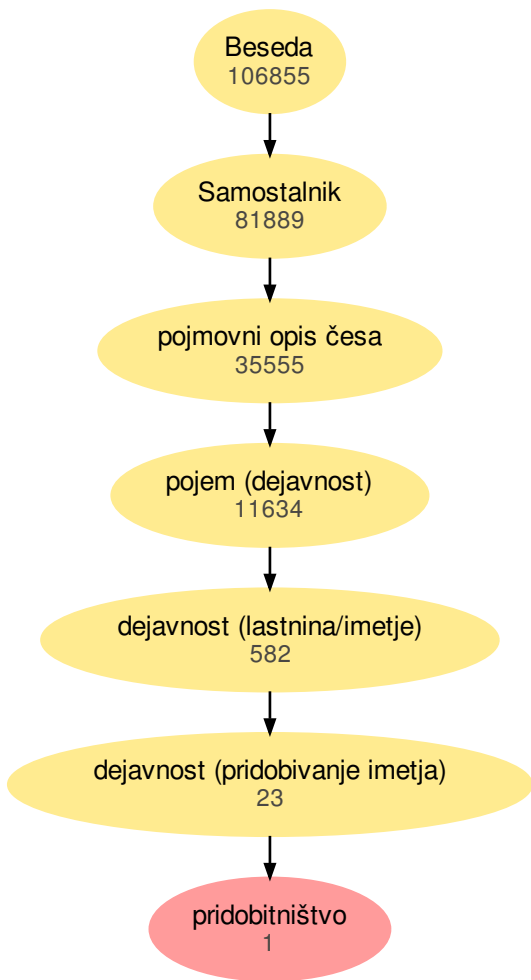 Beseda
106855
Samostalnik
81889
pojmovni opis česa
35555
pojem (dejavnost)
11634
dejavnost (lastnina/imetje)
582
dejavnost (pridobivanje imetja)
23
pridobitništvo
1